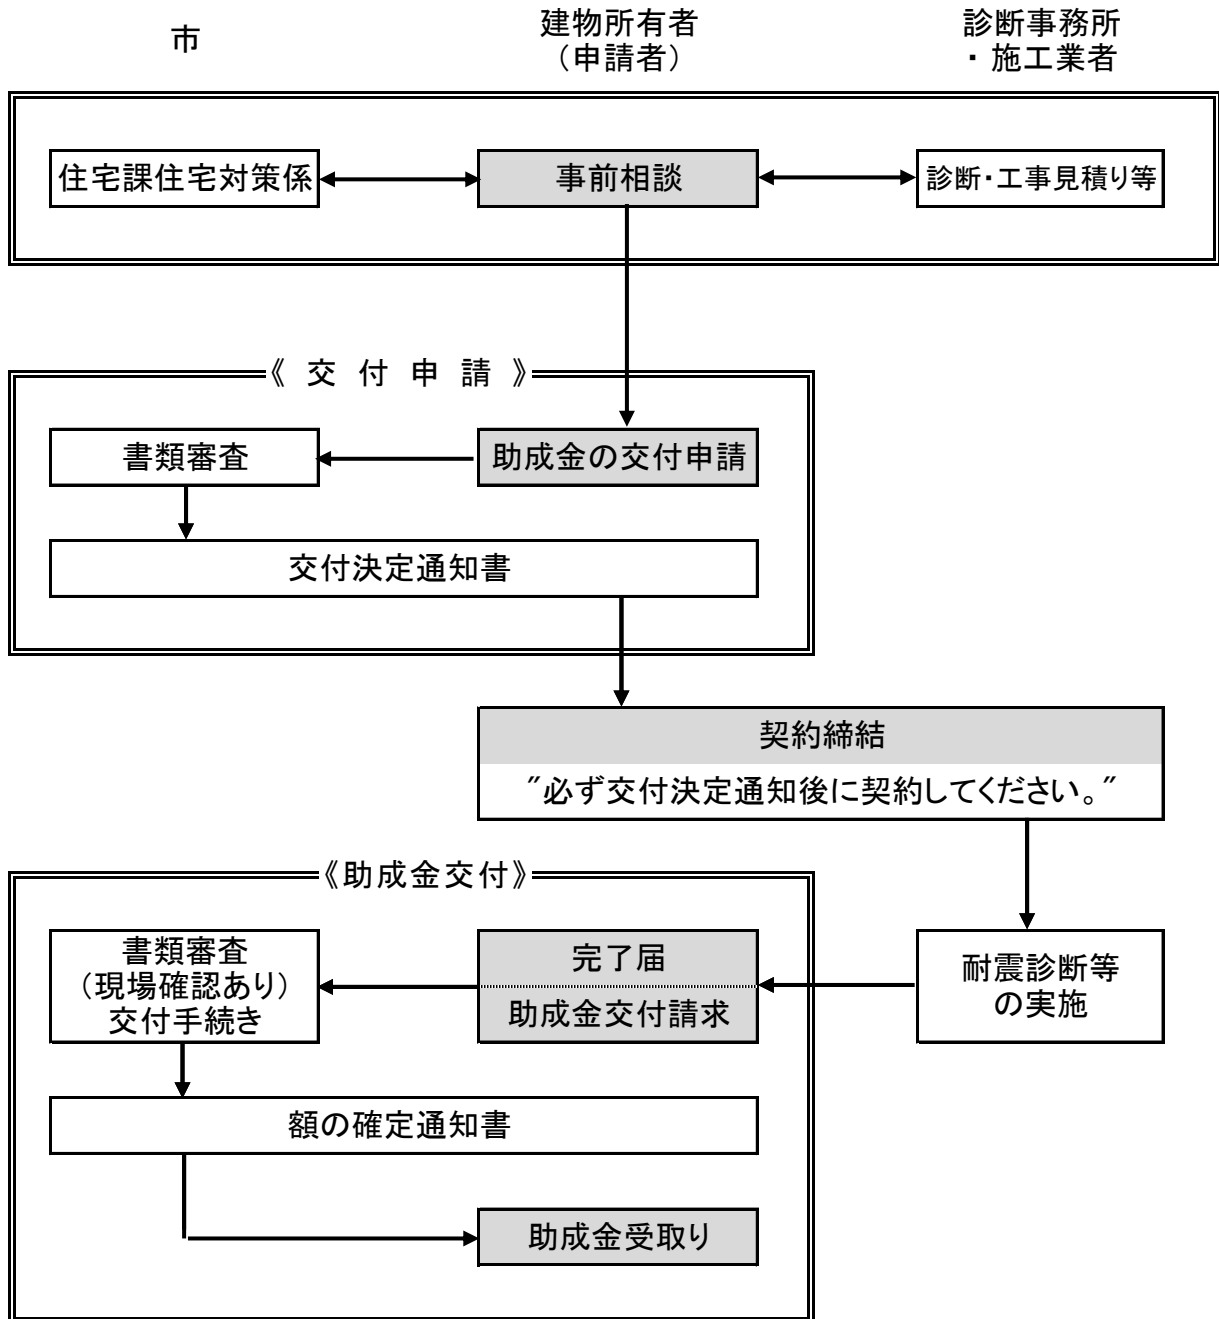 市
建物所有者
（申請者）
診断事務所
・施工業者
住宅課住宅対策係
事前相談
診断・工事見積り等
《 交 付 申 請 》
書類審査
助成金の交付申請
交付決定通知書
契約締結
″必ず交付決定通知後に契約してください。″
《助成金交付》
書類審査
（現場確認あり）
交付手続き
完了届
助成金交付請求
耐震診断等
の実施
額の確定通知書
助成金受取り